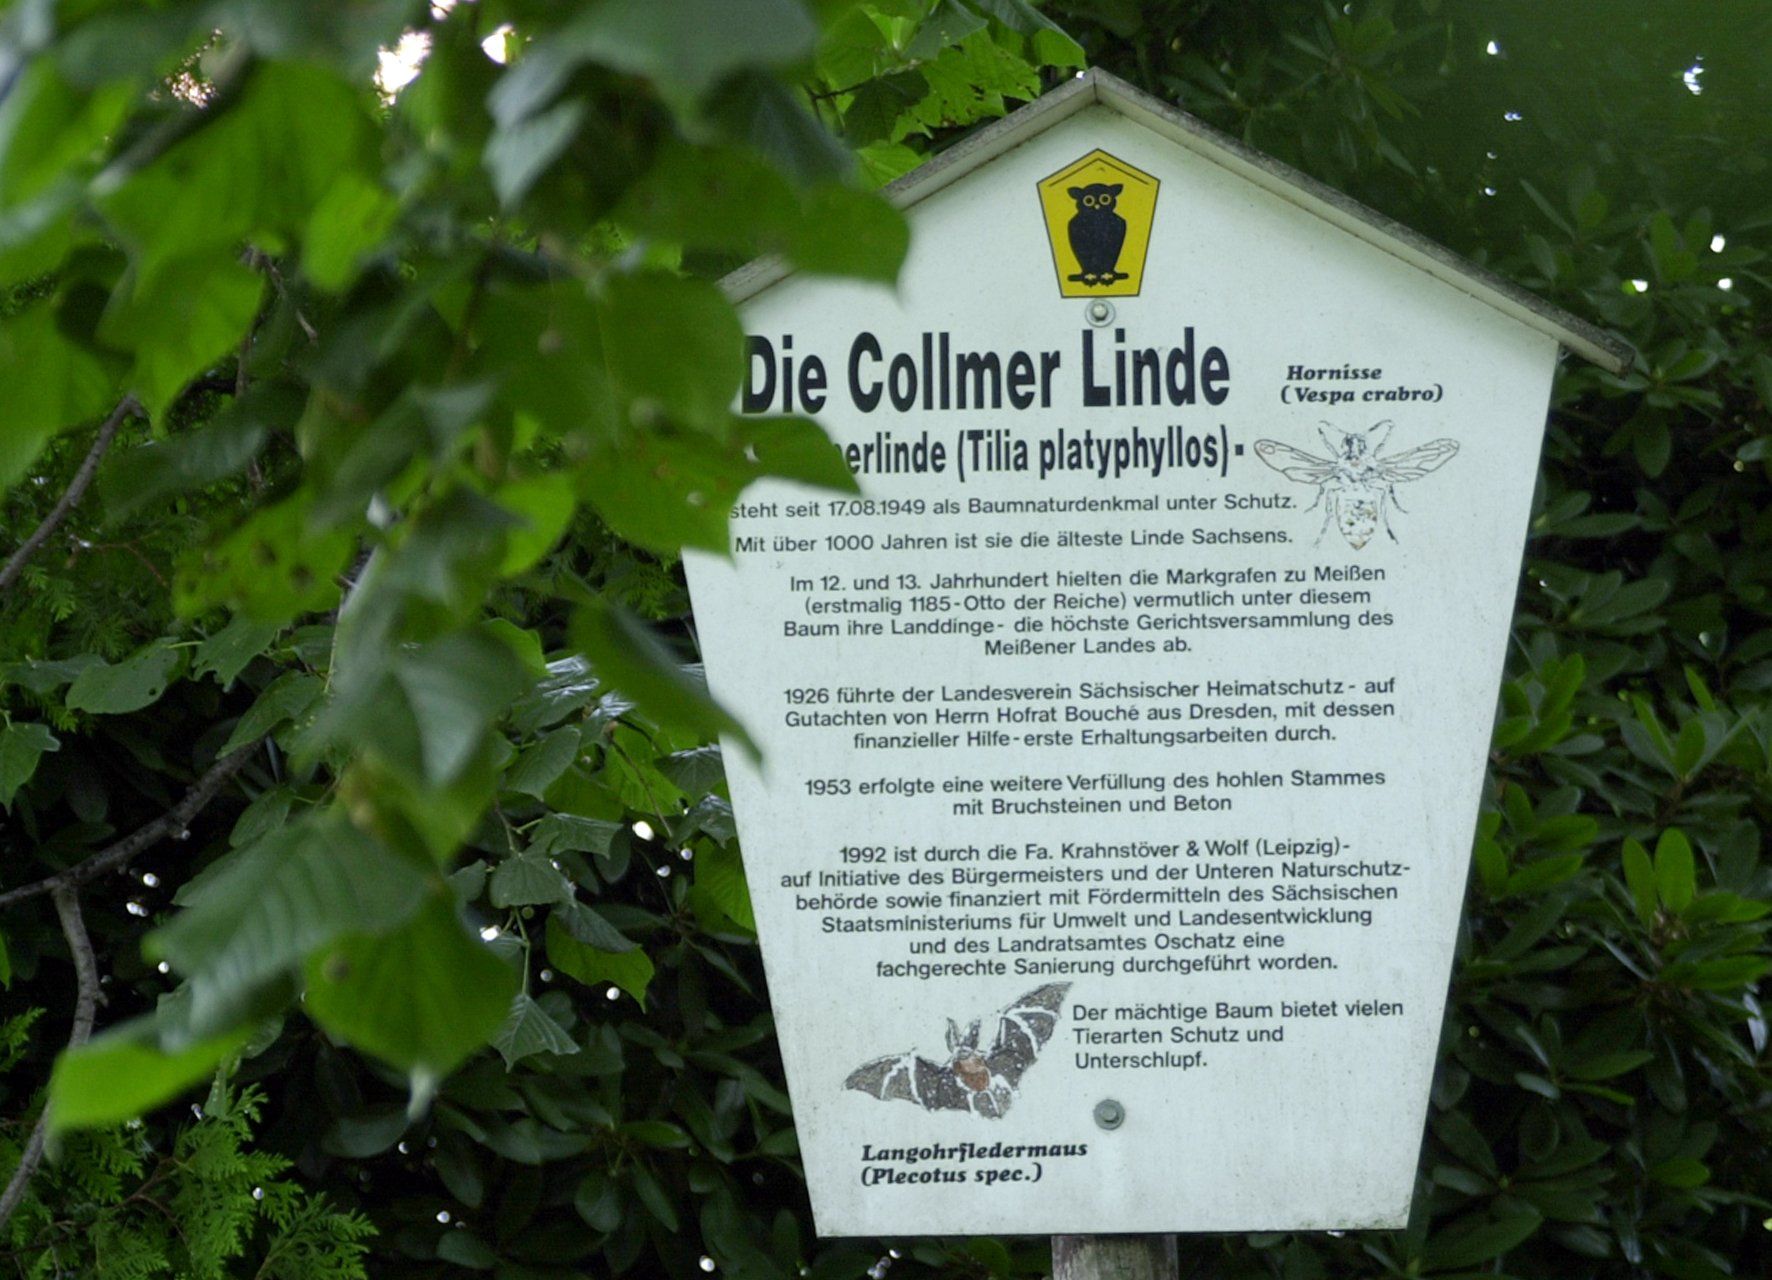 Die Collmer Linde
Hornisse
(Vespa crabro)
(Tilia platyphyllos)-
steht seit 17.08.1949 als Baumnaturdenkmal unter Schutz.
Mit über 1000 Jahren ist sie die älteste Linde Sachsens.
Im 12. und 13. Jahrhundert hielten die Markgrafen zu Meißen
(erstmalig 1185-Otto der Reiche) vermutlich unter diesem
Baum ihre Landdinge- die höchste Gerichtsversammlung des
Meißener Landes ab.
1926 führte der Landesverein Sächsischer Heimatschutz- auf
Gutachten von Herrn Hofrat Bouché aus Dresden, mit dessen
finanzieller Hilfe-erste Erhaltungsarbeiten durch.
1953 erfolgte eine weitere Verfüllung des hohlen Stammes
mit Bruchsteinen und Beton
1992 ist durch die Fa. Krahnstöver & Wolf (Leipzig)-
auf Initiative des Bürgermeisters und der Unteren Naturschutz-
behörde sowie finanziert mit Fördermitteln des Sächsischen
Staatsministeriums für Umwelt und Landesentwicklung
und des Landratsamtes Oschatz eine
fachgerechte Sanierung durchgeführt worden.
Der mächtige Baum bietet vielen
Tierarten Schutz und
Unterschlupf.
Langohrfledermaus
(Plecotus spec.)